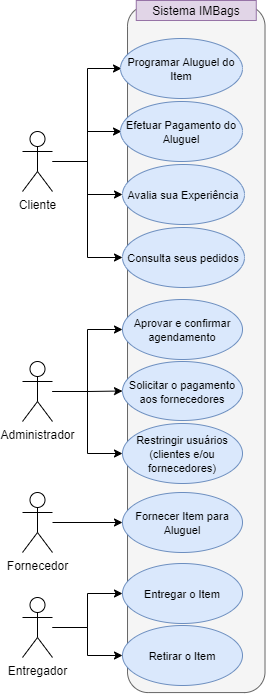 Sistema IMBags
Programar Aluguel do
Item
Efetuar Pagamento do
Aluguel
Cliente
Avalia sua Experiência
Consulta seus pedidos
Aprovar e confirmar
agendamento
Solicitar o pagamento
aos fornecedores
Administrador
Restringir usuários
(clientes e/ou
fornecedores)
Fornecer Item para
Aluguel
Fornecedor
Entregar o Item
Retirar o Item
Entregador